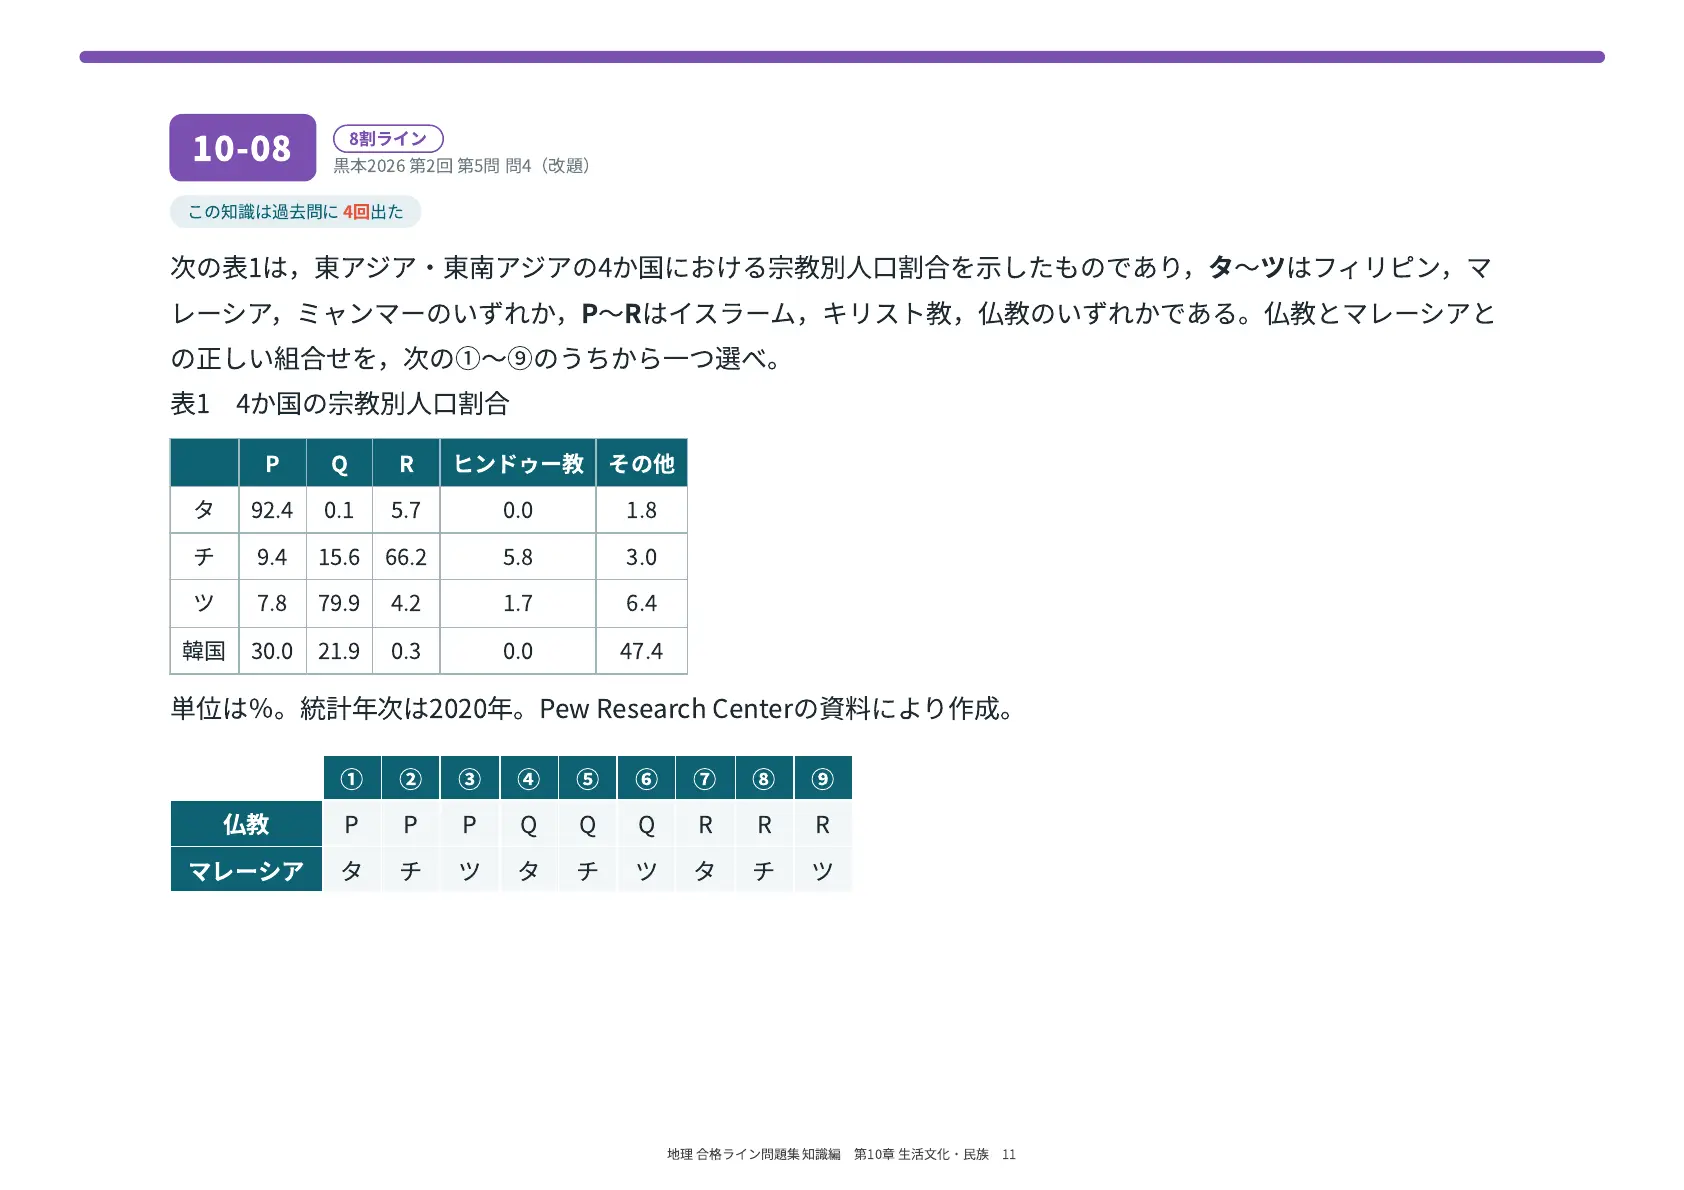 10-08
8割ライン
黒本2026 第2回 第5問 問4（改題）
この知識は過去問に 4回出た
次の表1は，東アジア・東南アジアの4か国における宗教別人口割合を示したものであり，タ～ツはフィリピン，マ
レーシア，ミャンマーのいずれか，P～Rはイスラーム，キリスト教，仏教のいずれかである。仏教とマレーシアと
の正しい組合せを，次の①～⑨のうちから一つ選べ。
表1　4か国の宗教別人口割合
P Q R ヒンドゥー教 その他
タ 92.4 0.1 5.7 0.0 1.8
チ 9.4 15.6 66.2 5.8 3.0
ツ 7.8 79.9 4.2 1.7 6.4
韓国 30.0 21.9 0.3 0.0 47.4
単位は%。統計年次は2020年。Pew Research Centerの資料により作成。
① ② ③ ④ ⑤ ⑥ ⑦ ⑧ ⑨
仏教 P P P Q Q Q R R R
マレーシア タ チ ツ タ チ ツ タ チ ツ
地理 合格ライン問題集 知識編　第10章 生活文化・民族　11